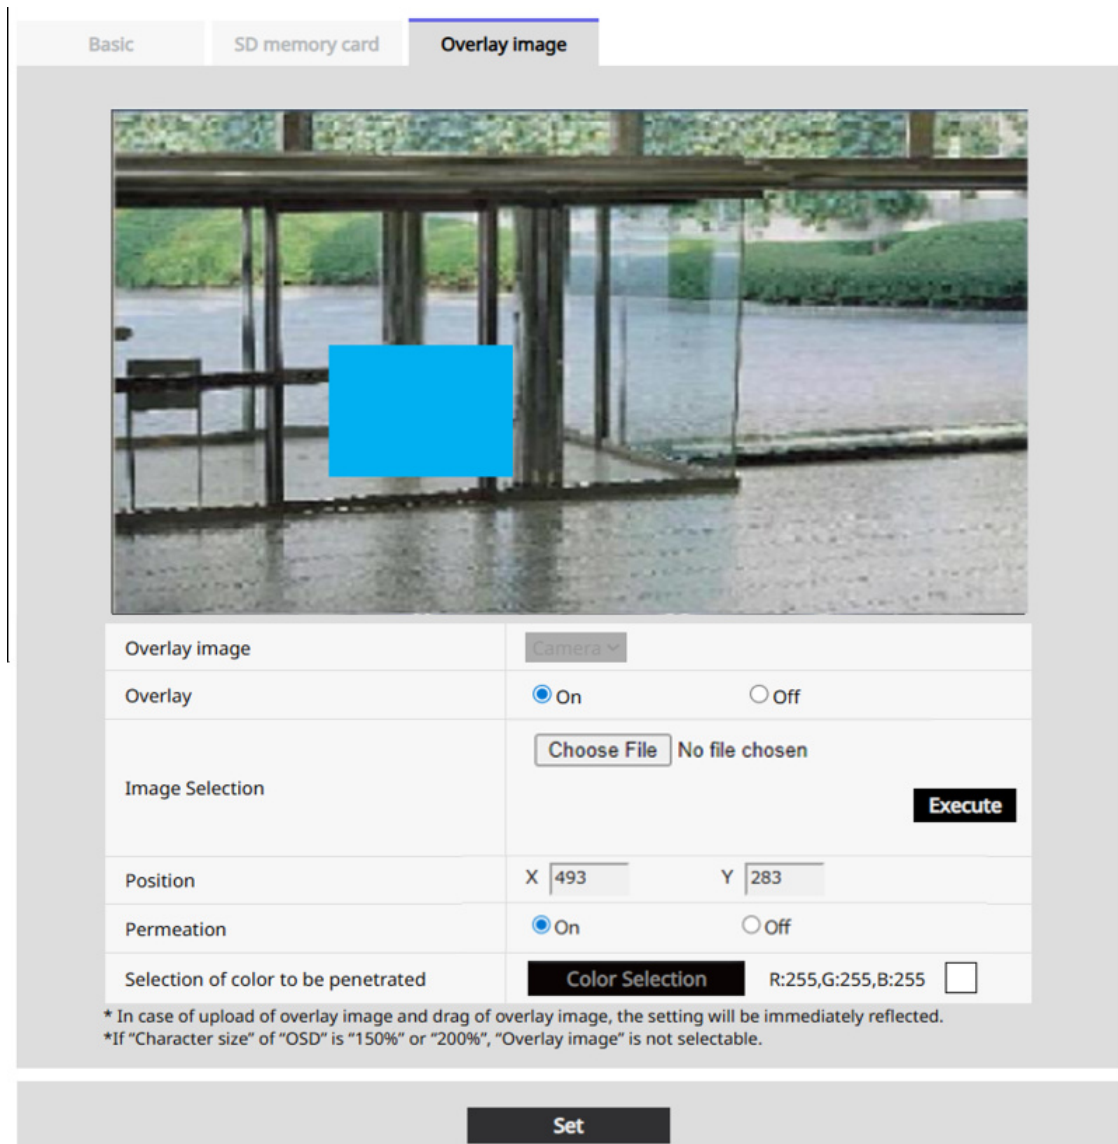 Basic SD memory card Overlay image
Overlay image Camera
Overlay On Off
Choose File No file chosen
Image Selection
Execute
Position X 493 Y 283
Permeation On Off
Selection of color to be penetrated Color Selection R:255,G:255,B:255
* In case of upload of overlay image and drag of overlay image, the setting will be immediately reflected.
*If “Character size” of “OSD” is “150%” or “200%”, “Overlay image” is not selectable.
Set